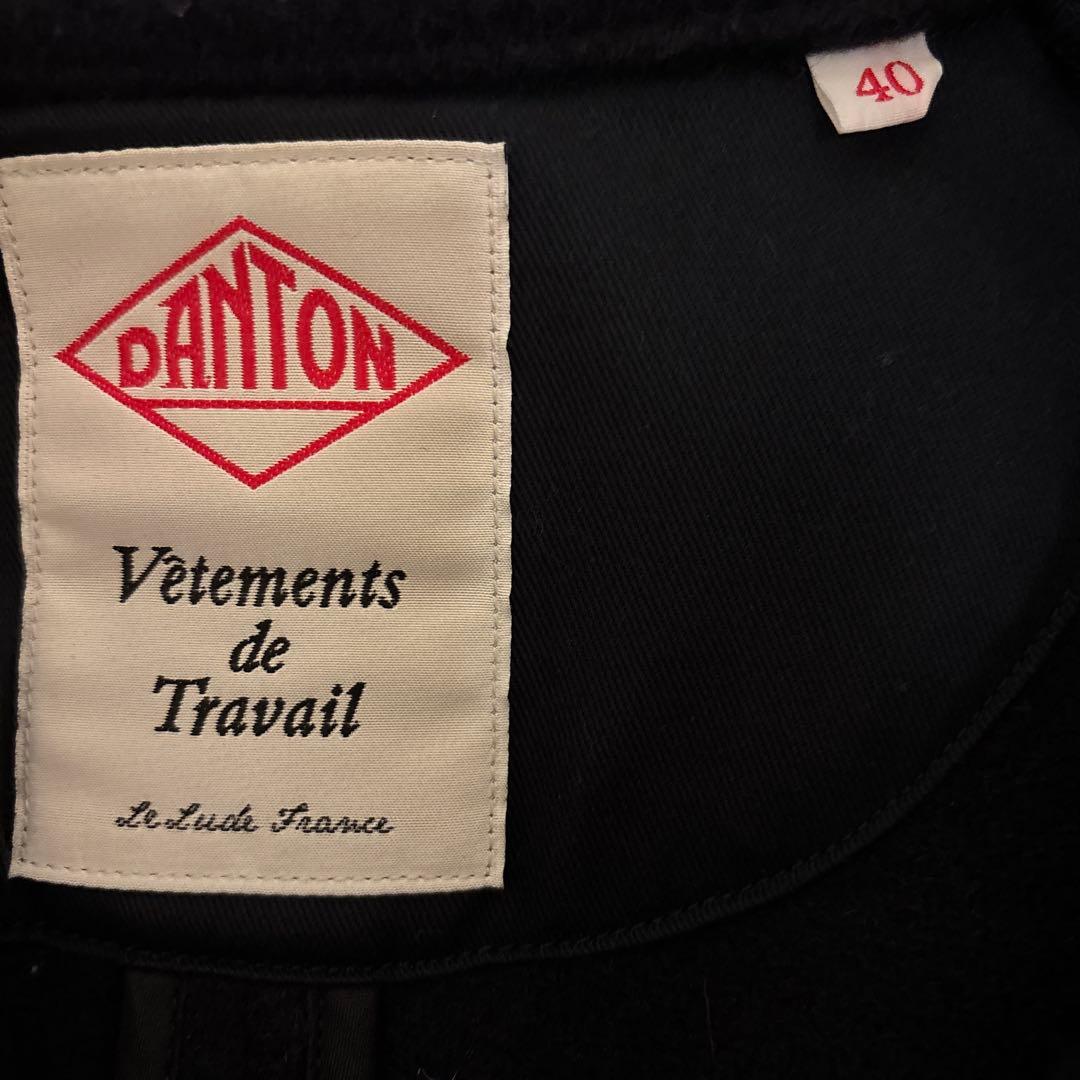 40
DANTON
Vêtements
de
Travail
Le Lude France